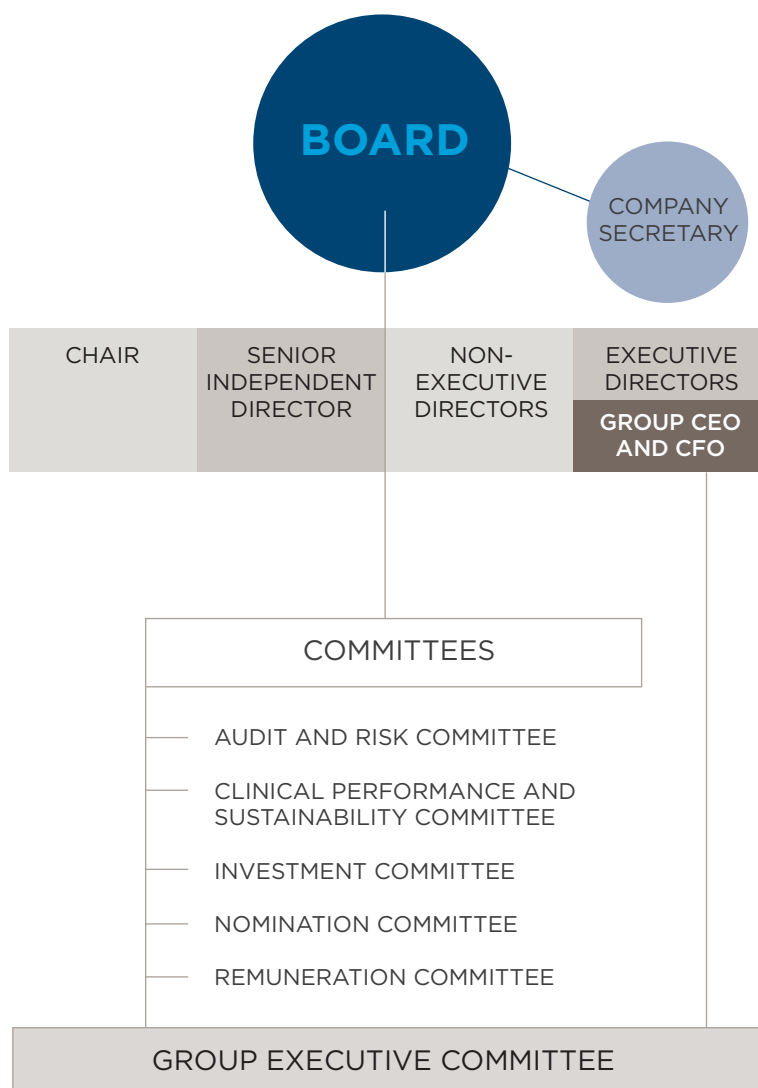 BOARD
COMPANY
SECRETARY
CHAIR
SENIOR
INDEPENDENT
DIRECTOR
NON-
EXECUTIVE
DIRECTORS
EXECUTIVE
DIRECTORS
GROUP CEO
AND CFO
COMMITTEES
AUDIT AND RISK COMMITTEE
CLINICAL PERFORMANCE AND
SUSTAINABILITY COMMITTEE
INVESTMENT COMMITTEE
NOMINATION COMMITTEE
REMUNERATION COMMITTEE
GROUP EXECUTIVE COMMITTEE